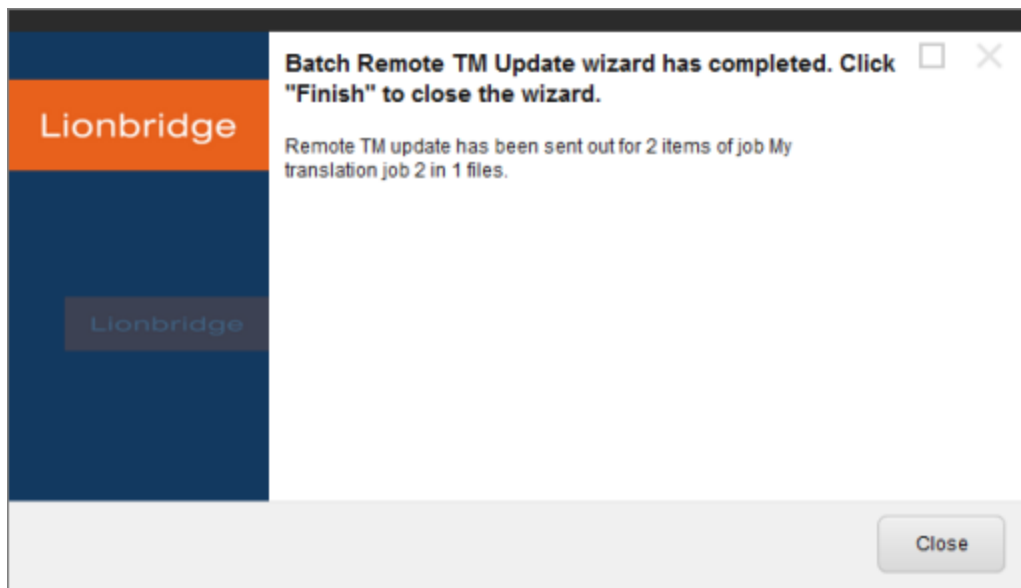 Batch Remote TM Update wizard has completed. Click
"Finish" to close the wizard.
Lionbridge
Remote TM update has been sent out for 2 items of job My
translation job 2 in 1 files.
Lionbridge
Close